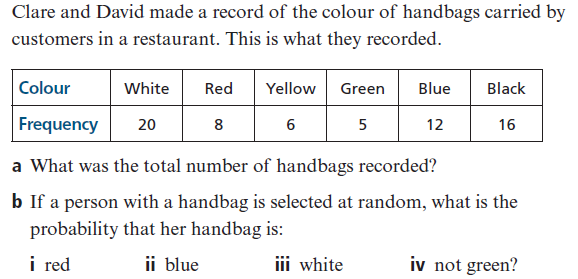 Clare and David made a record of the colour of handbags carried by
customers in a restaurant. This is what they recorded.
Colour White Red Yellow Green Blue Black
Frequency 20 8 6 5 12 16
a What was the total number of handbags recorded?
b If a person with a handbag is selected at random, what is the
probability that her handbag is:
i red ii blue iii white iv not green?